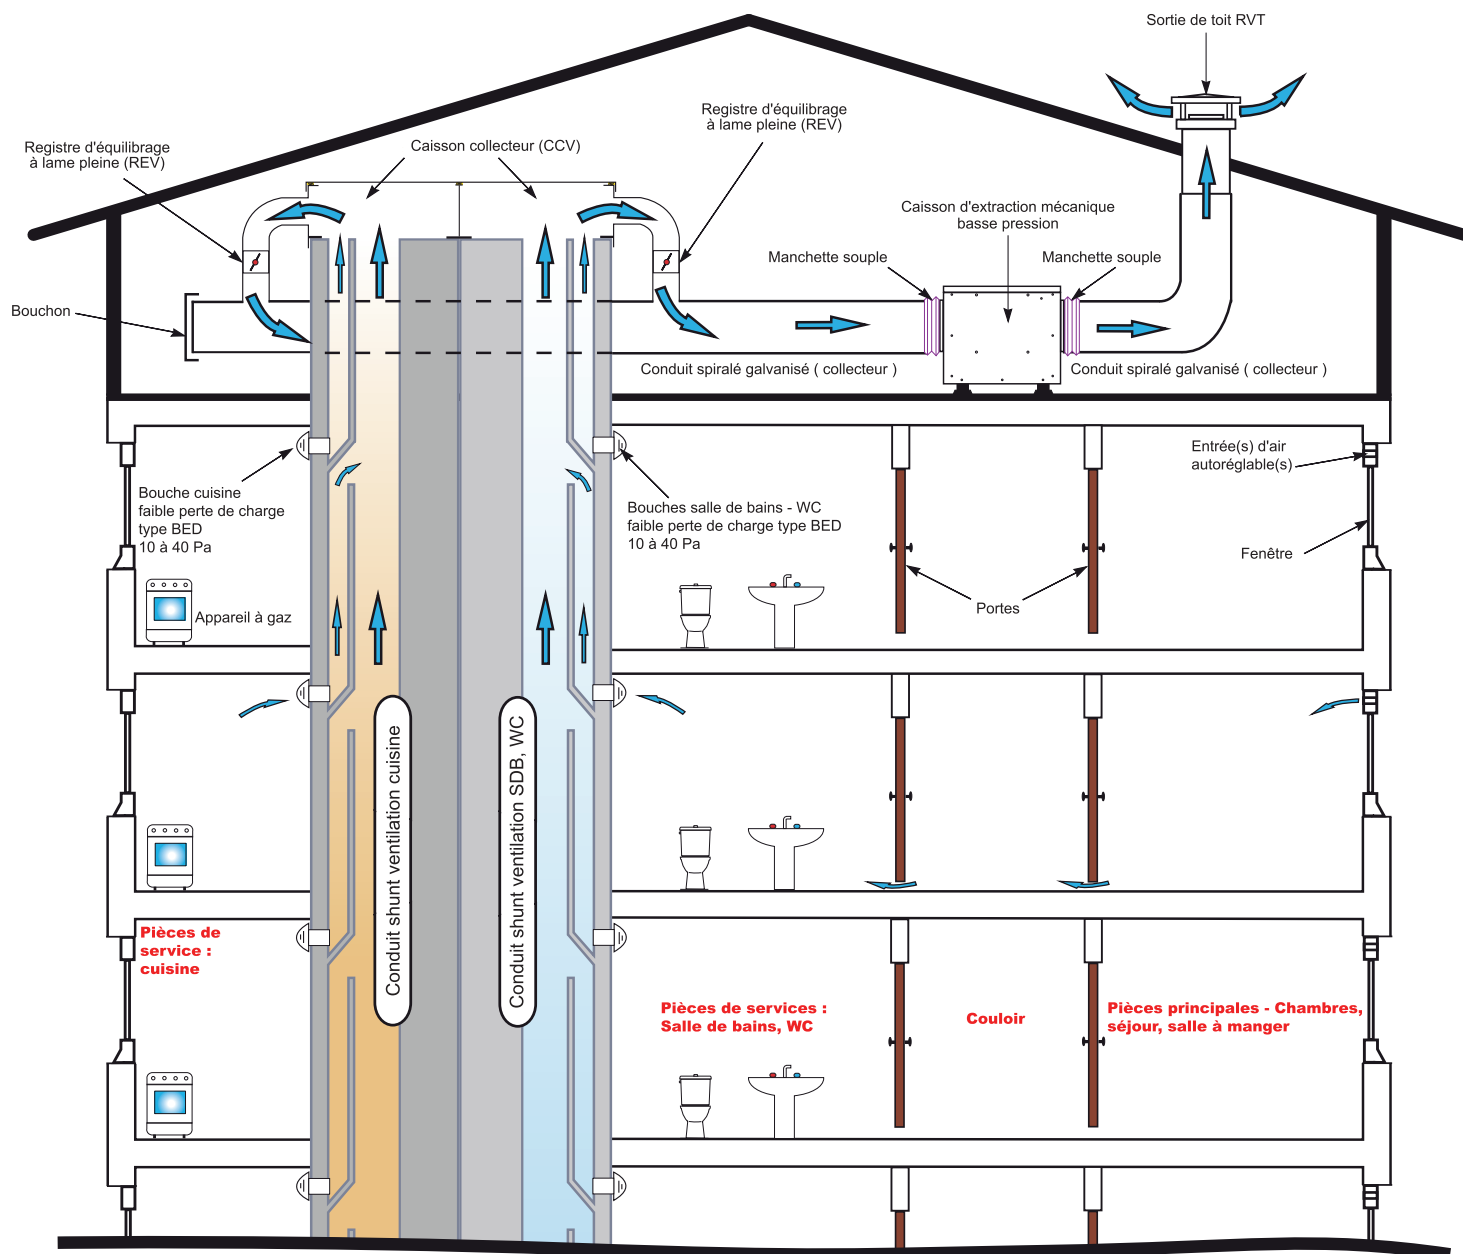 Sortie de toit RVT
Registre d'équilibrage
à lame pleine (REV)
Caisson collecteur (CCV)
Registre d'équilibrage
à lame pleine (REV)
Caisson d'extraction mécanique
basse pression
Manchette souple
Manchette souple
Bouchon
Conduit spiralé galvanisé ( collecteur )
Conduit spiralé galvanisé ( collecteur )
Entrée(s) d'air
autoréglable(s)
Bouche cuisine
faible perte de charge
type BED
10 à 40 Pa
Bouches salle de bains - WC
faible perte de charge type BED
10 à 40 Pa
Fenêtre
Appareil à gaz
Portes
Conduit shunt ventilation cuisine
Conduit shunt ventilation SDB, WC
Pièces de
service :
cuisine
Pièces de services :
Salle de bains, WC
Couloir
Pièces principales - Chambres,
séjour, salle à manger